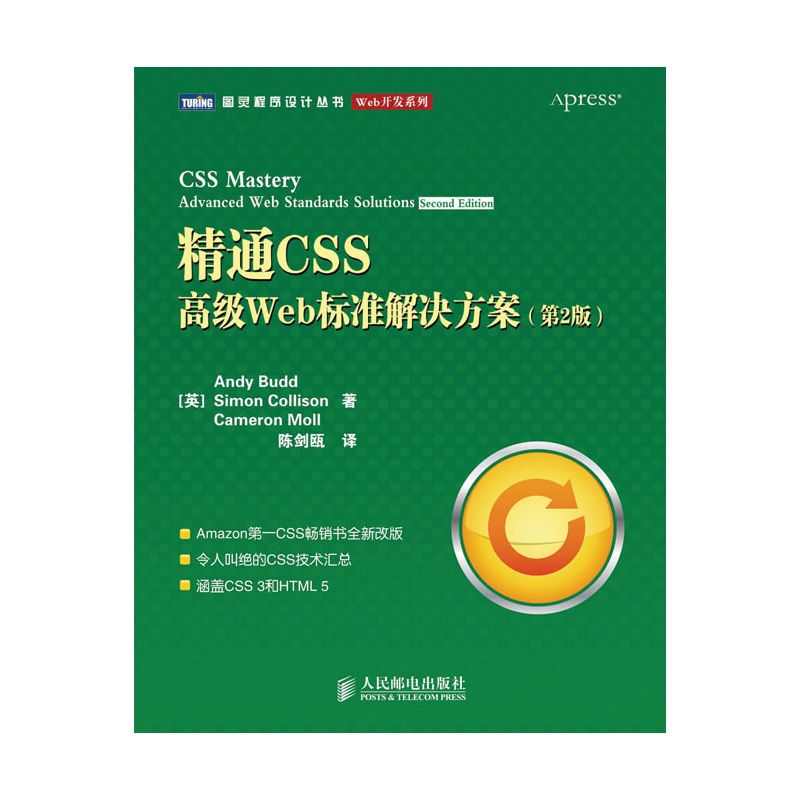 TURING 图灵程序设计丛书 Web开发系列 Apress®
CSS Mastery
Advanced Web Standards Solutions Second Edition
精通CSS
高级Web标准解决方案（第2版）
Andy Budd
[英] Simon Collison 著
Cameron Moll
陈剑瓯 译
Amazon第一CSS畅销书全新改版
令人叫绝的CSS技术汇总
涵盖CSS 3和HTML 5
人民邮电出版社
POSTS & TELECOM PRESS